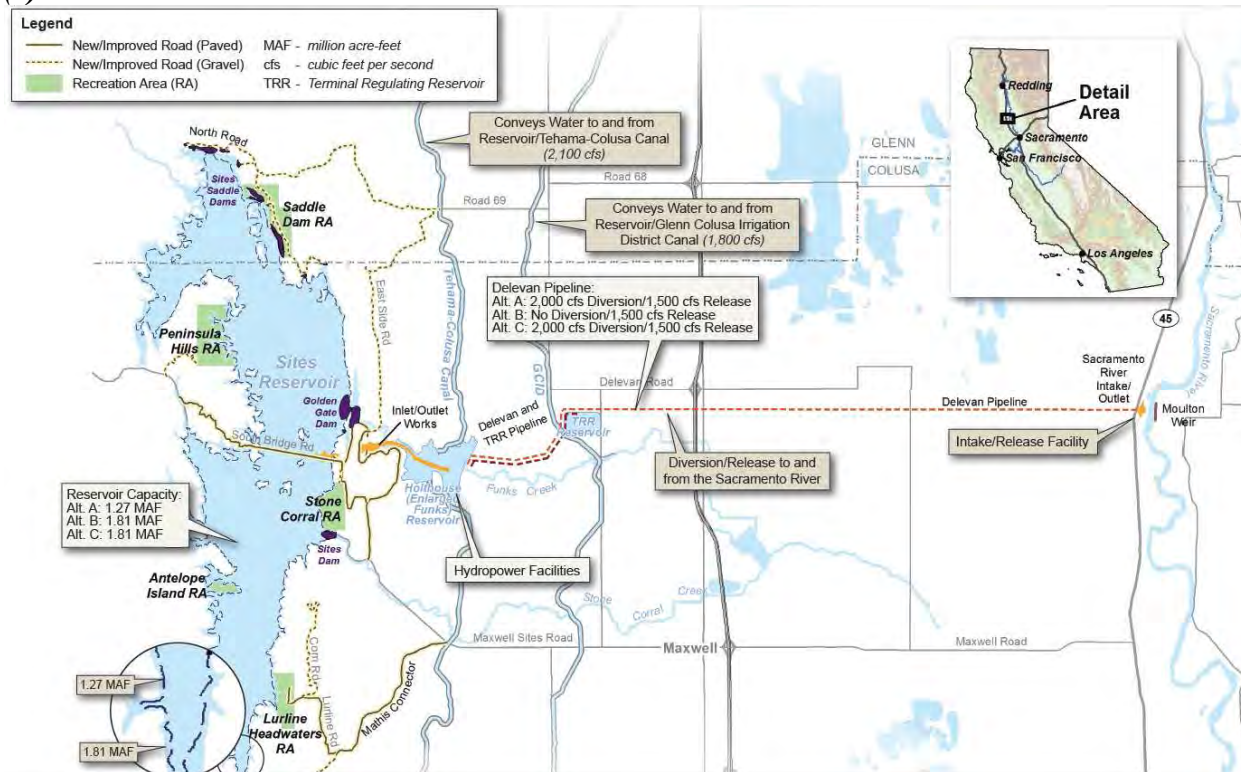 Legend
New/Improved Road (Paved)
New/Improved Road (Gravel)
Recreation Area (RA)
MAF - million acre-feet
cfs - cubic feet per second
TRR - Terminal Regulating Reservoir
Redding
Detail
Area
Sacramento
San Francisco
Los Angeles
Conveys Water to and from
Reservoir/Tehama-Colusa Canal
(2,100 cfs)
GLENN
COLUSA
North Road
Sites
Saddle
Dams
Saddle
Dam RA
Road 68
Road 69
Conveys Water to and from
Reservoir/Glenn Colusa Irrigation
District Canal (1,800 cfs)
Delevan Pipeline:
Alt. A: 2,000 cfs Diversion/1,500 cfs Release
Alt. B: No Diversion/1,500 cfs Release
Alt. C: 2,000 cfs Diversion/1,500 cfs Release
Tehama-Colusa Canal
East Side Rd
GCID
45
Sacramento River
Peninsula
Hills RA
Sites
Reservoir
Golden
Gate
Dam
Inlet/Outlet
Works
Delevan and
TRR Pipeline
TRR
Reservoir
Delevan Road
Delevan Pipeline
Sacramento
River
Intake/
Outlet
Moulton
Weir
Intake/Release Facility
South Bridge Rd
Diversion/Release to and
from the Sacramento River
Funks Creek
Holthouse
(Enlarged
Funks)
Reservoir
Reservoir Capacity:
Alt. A: 1.27 MAF
Alt. B: 1.81 MAF
Alt. C: 1.81 MAF
Stone
Corral RA
Sites
Dam
Hydropower Facilities
Antelope
Island RA
Stone Corral Creek
Maxwell Sites Road
Maxwell
Maxwell Road
Com Rd
Lurline Rd
Mathis Connector
1.27 MAF
1.81 MAF
Lurline
Headwaters
RA